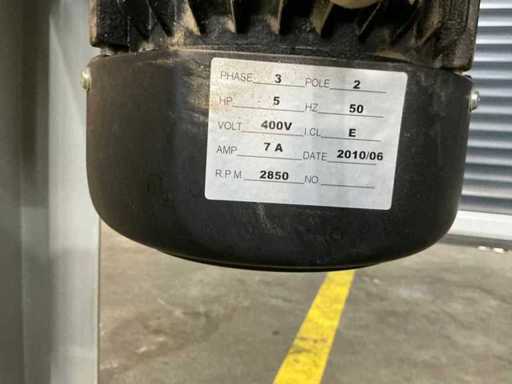 PHASE 3 POLE 2
HP 5 HZ 50
VOLT 400V I.CL E
AMP 7 A DATE 2010/06
R.P.M 2850 NO